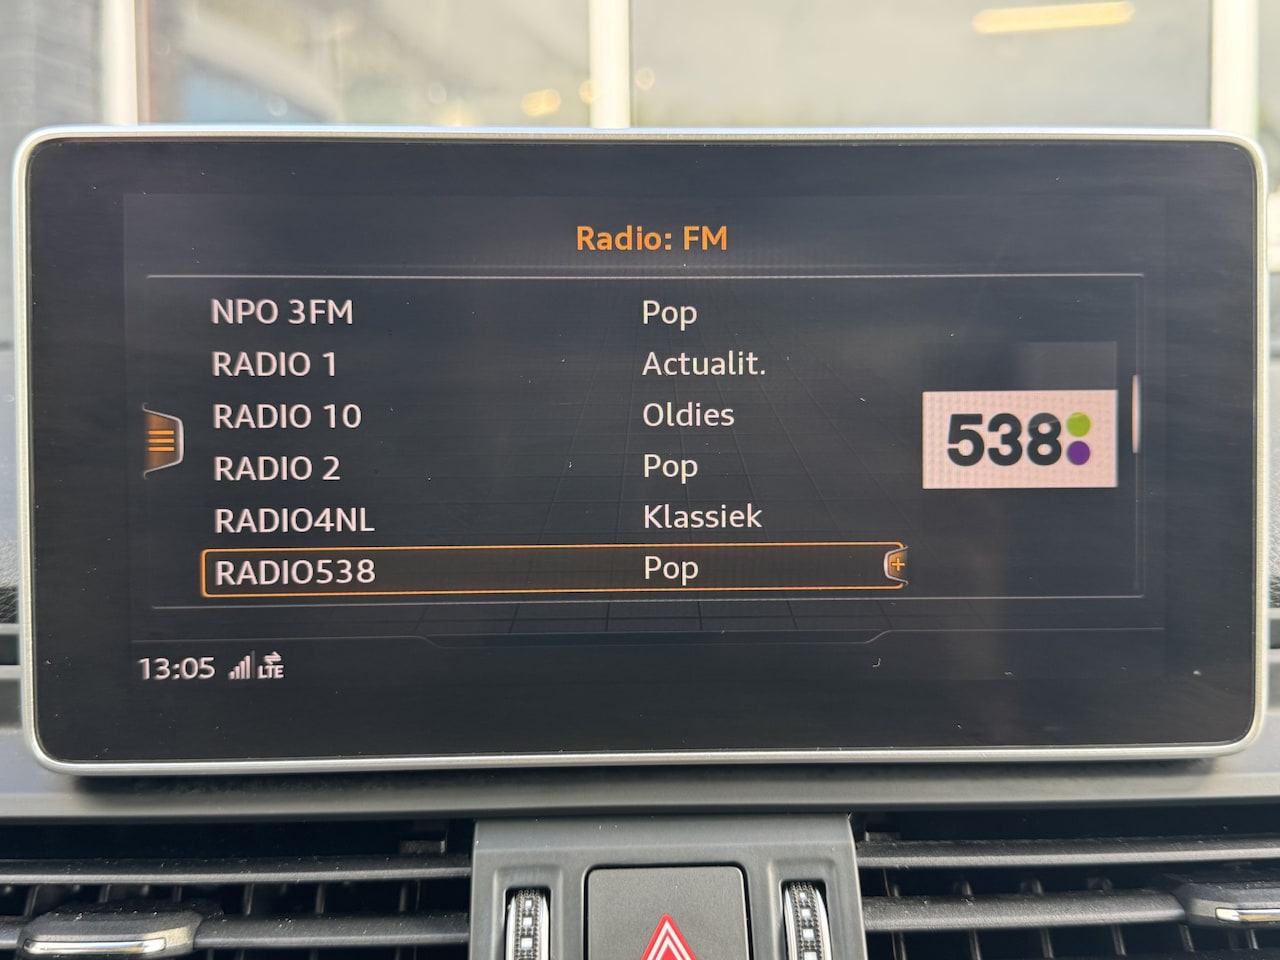 Radio: FM
NPO 3FM Pop
RADIO 1 Actualit.
RADIO 10 Oldies
RADIO 2 Pop
RADIO4NL Klassiek
RADIO538 Pop
538
13:05 LTE